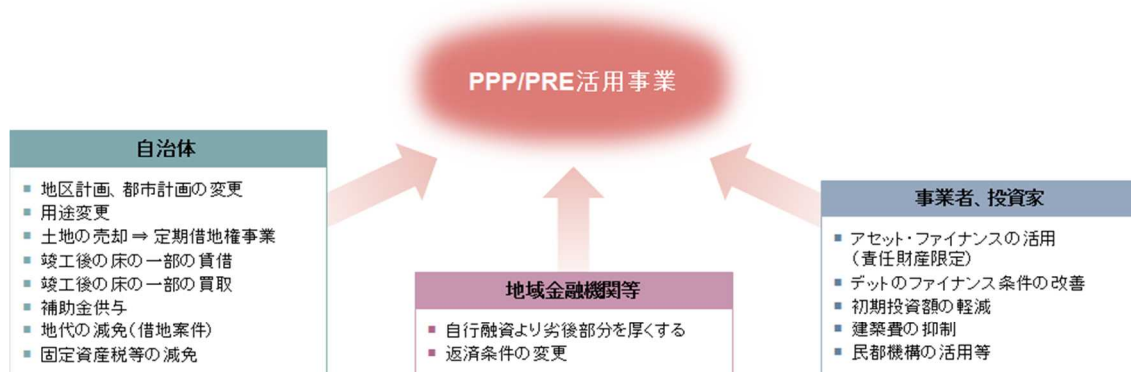 PPP/PRE活用事業
自治体
■ 地区計画、都市計画の変更
■ 用途変更
■ 土地の売却 ⇒ 定期借地権事業
■ 竣工後の床の一部の賃借
■ 竣工後の床の一部の買取
■ 補助金供与
■ 地代の減免(借地案件)
■ 固定資産税等の減免
地域金融機関等
■ 自行融資より劣後部分を厚くする
■ 返済条件の変更
事業者、投資家
■ アセット・ファイナンスの活用
(責任財産限定)
■ デットのファイナンス条件の改善
■ 初期投資額の軽減
■ 建築費の抑制
■ 民都機構の活用等